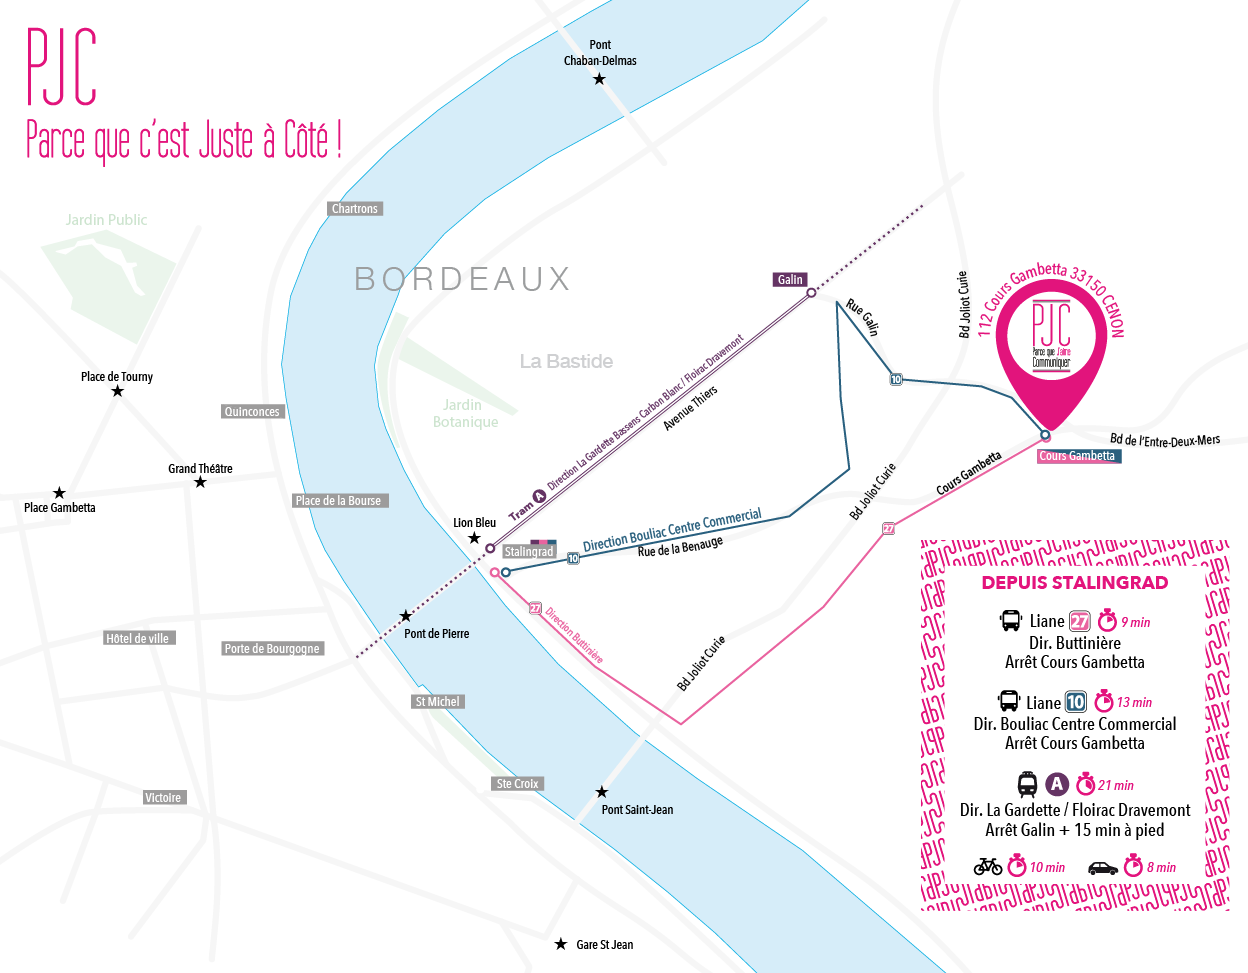 PJC
Parce que c'est Juste à Côté !
Pont
Chaban-Delmas
Chartrons
Jardin Public
BORDEAUX
Galin
Rue Galin
Bd Joliot Curie
112 Cours Gambetta 33150 CENON
PJC
Parce que J'aime
Communiquer
La Bastide
Tram A Direction La Gardette Bassens Carbon Blanc / Floirac Dravemont
Avenue Thiers
Place de Tourny
Quinconces
Jardin
Botanique
10
Bd de l'Entre-Deux-Mers
Cours Gambetta
Cours Gambetta
Grand Théâtre
Place Gambetta
Place de la Bourse
Bd Joliot Curie
Lion Bleu
Stalingrad
10
Direction Bouliac Centre Commercial
Rue de la Benauge
27
27
Direction Buttinière
Pont de Pierre
Hôtel de ville
Porte de Bourgogne
Bd Joliot Curie
St Michel
Ste Croix
Victoire
Pont Saint-Jean
Gare St Jean
DEPUIS STALINGRAD
Liane 27 9 min
Dir. Buttinière
Arrêt Cours Gambetta
Liane 10 13 min
Dir. Bouliac Centre Commercial
Arrêt Cours Gambetta
A 21 min
Dir. La Gardette / Floirac Dravemont
Arrêt Galin + 15 min à pied
10 min 8 min